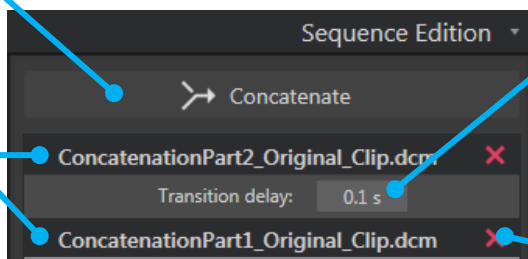 Sequence Edition
Concatenate
ConcatenationPart2_Original_Clip.dcm
Transition delay: 0.1 s
ConcatenationPart1_Original_Clip.dcm